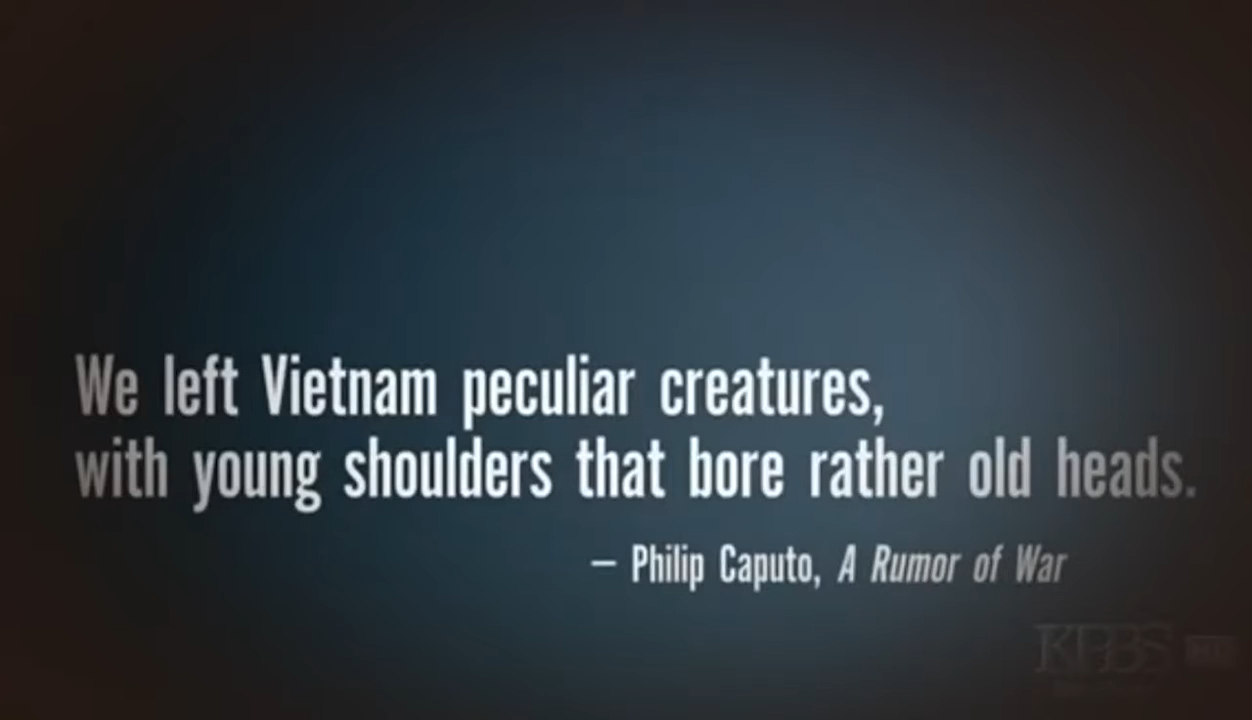 We left Vietnam peculiar creatures,
with young shoulders that bore rather old heads.
– Philip Caputo, A Rumor of War
KPBS